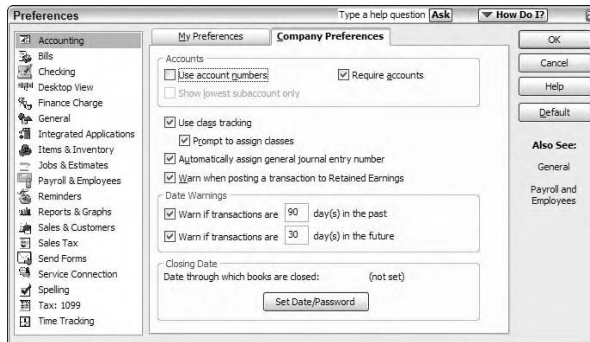 Preferences
Type a help question Ask
How Do I?
Accounting
Bills
Checking
Desktop View
Finance Charge
General
Integrated Applications
Items & Inventory
Jobs & Estimates
Payroll & Employees
Reminders
Reports & Graphs
Sales & Customers
Sales Tax
Send Forms
Service Connection
Spelling
Tax: 1099
Time Tracking
My Preferences
Company Preferences
Accounts
Use account numbers
Require accounts
Show lowest subaccount only
Use class tracking
Prompt to assign classes
Automatically assign general journal entry number
Warn when posting a transaction to Retained Earnings
Date Warnings
Warn if transactions are 90 day(s) in the past
Warn if transactions are 30 day(s) in the future
Closing Date
Date through which books are closed: (not set)
Set Date/Password
OK
Cancel
Help
Default
Also See:
General
Payroll and
Employees